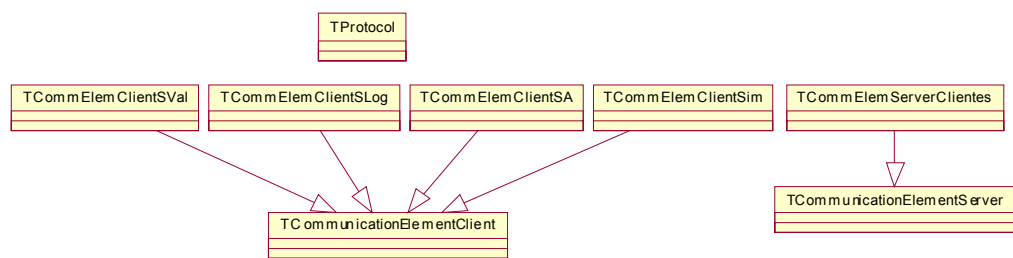 TProtocol
TCommElemClientSVal
TCommElemClientSLog
TCommElemClientSA
TCommElemClientSim
TCommElemServerClientes
TCommunicationElementServer
TCommunicationElementClient